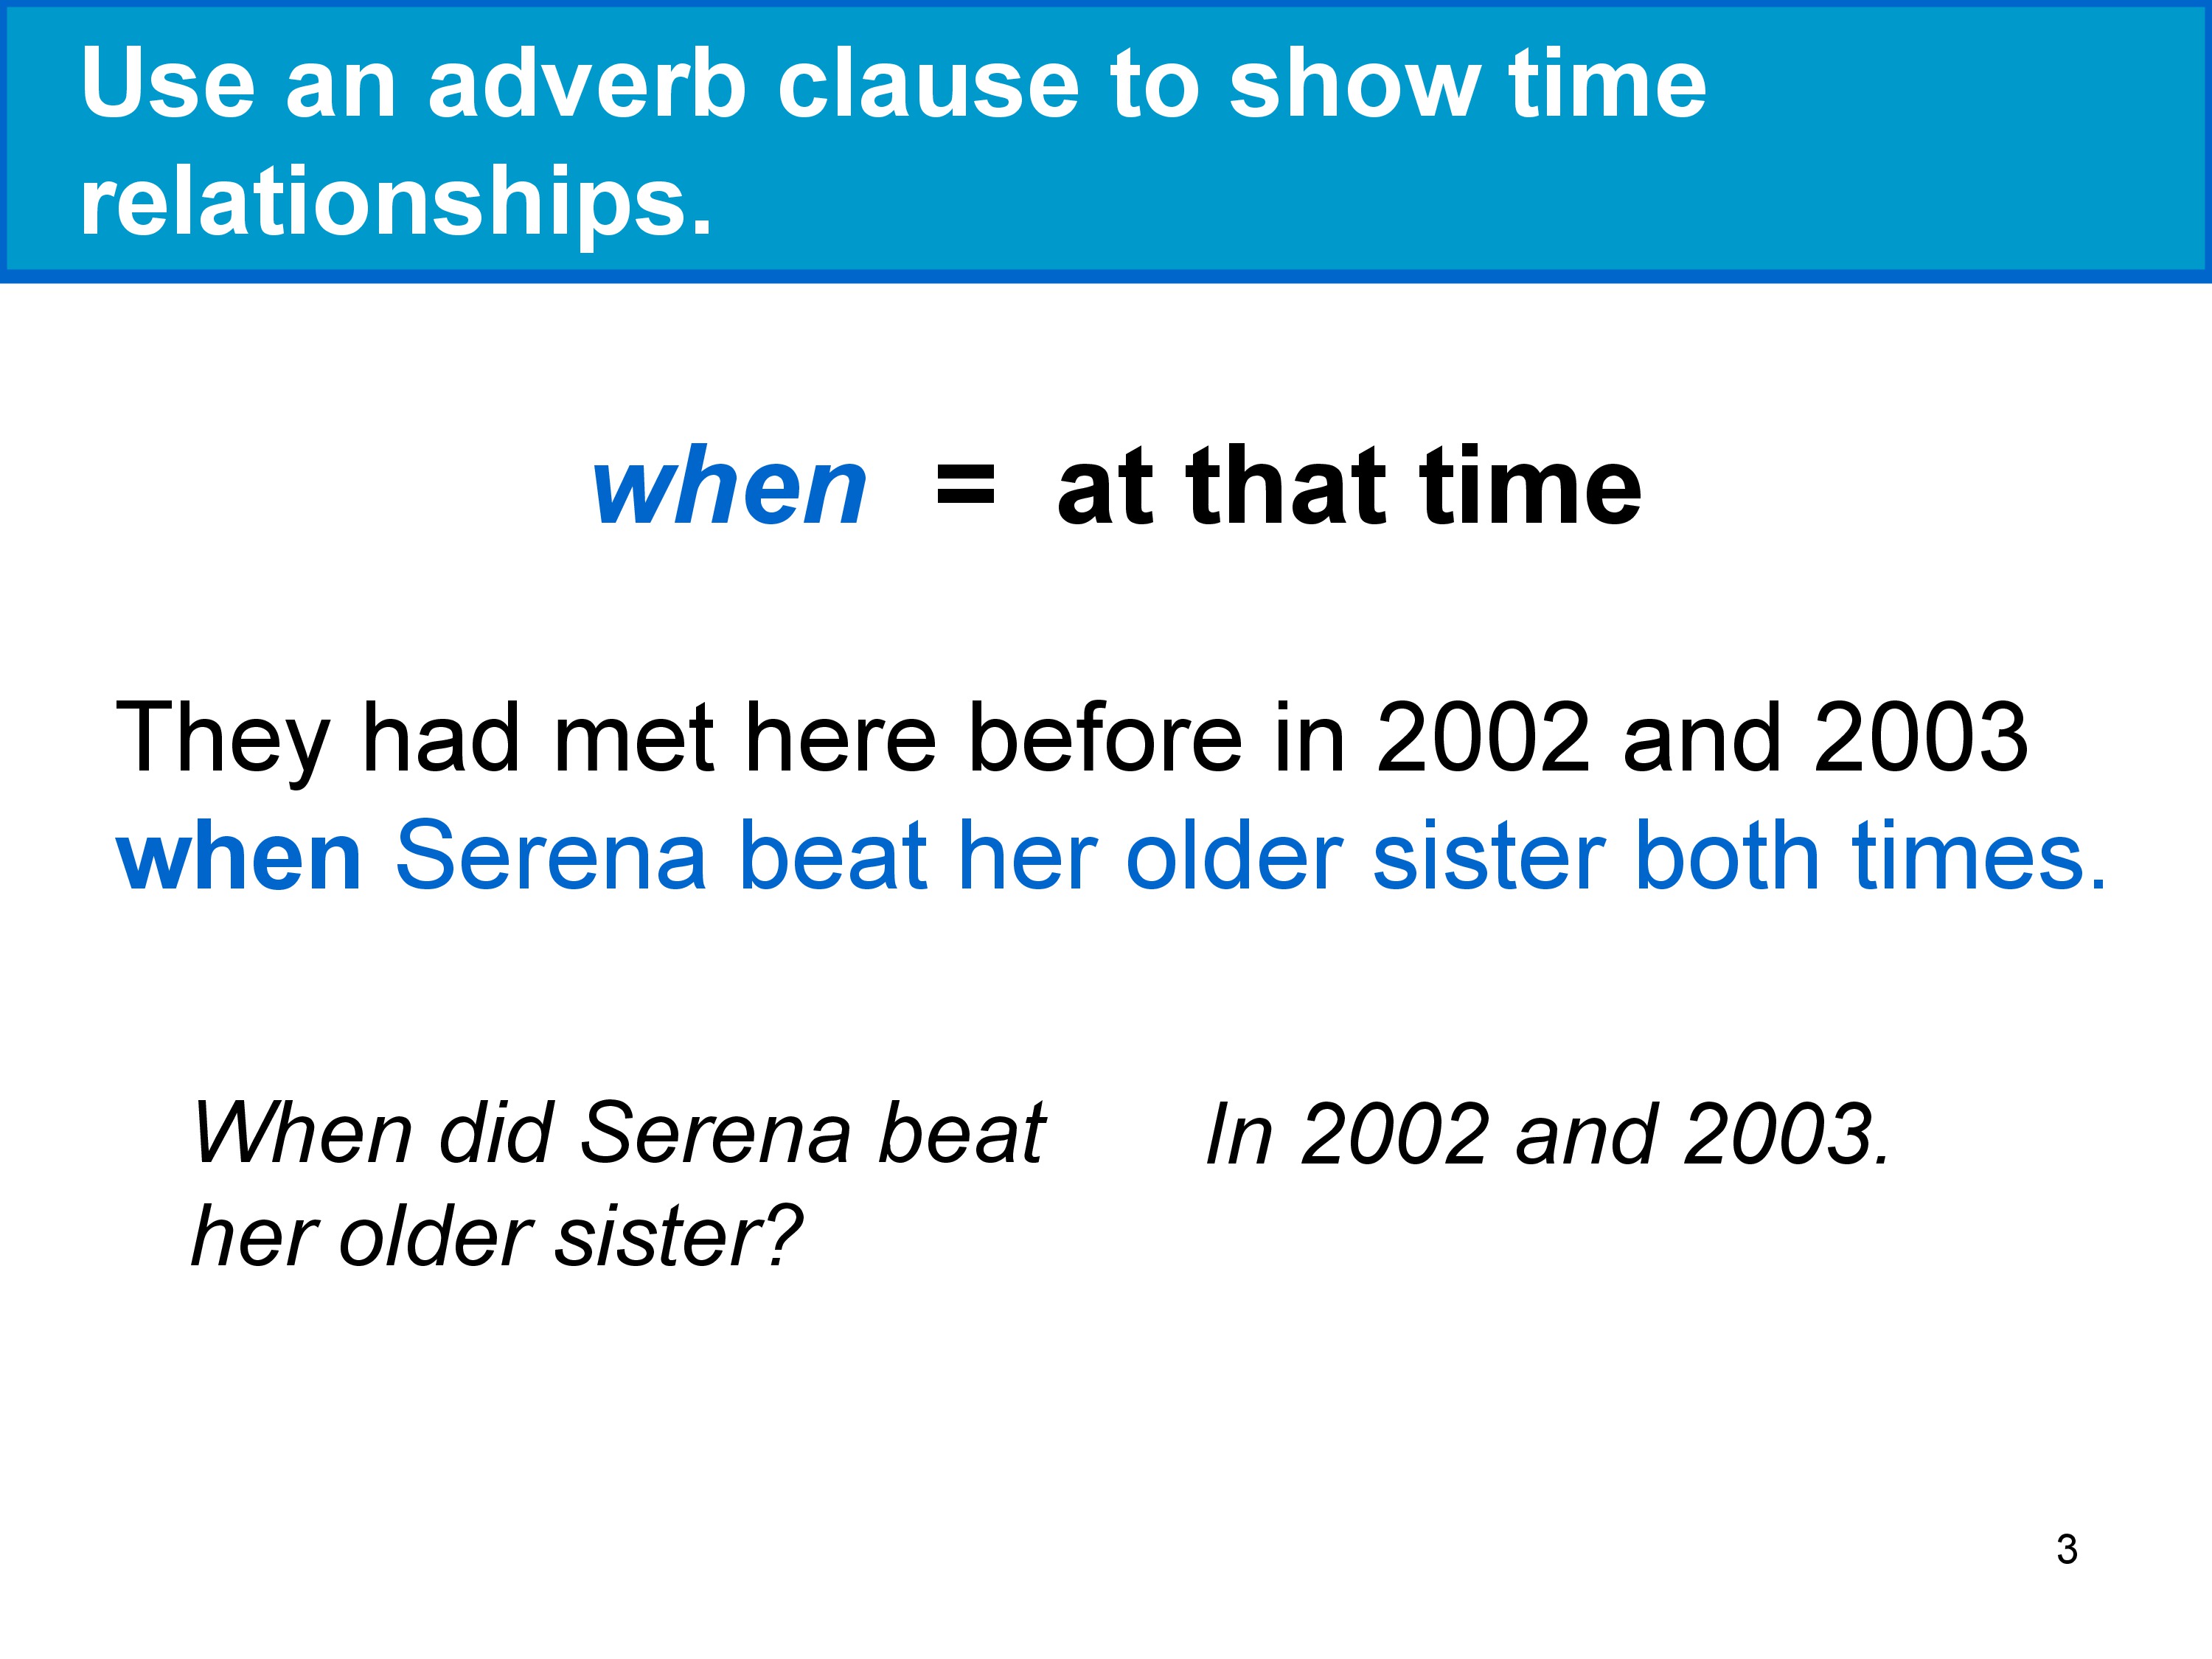 Use an adverb clause to show time
relationships.
when = at that time
They had met here before in 2002 and 2003
when Serena beat her older sister both times.
When did Serena beat
her older sister?
In 2002 and 2003.
3